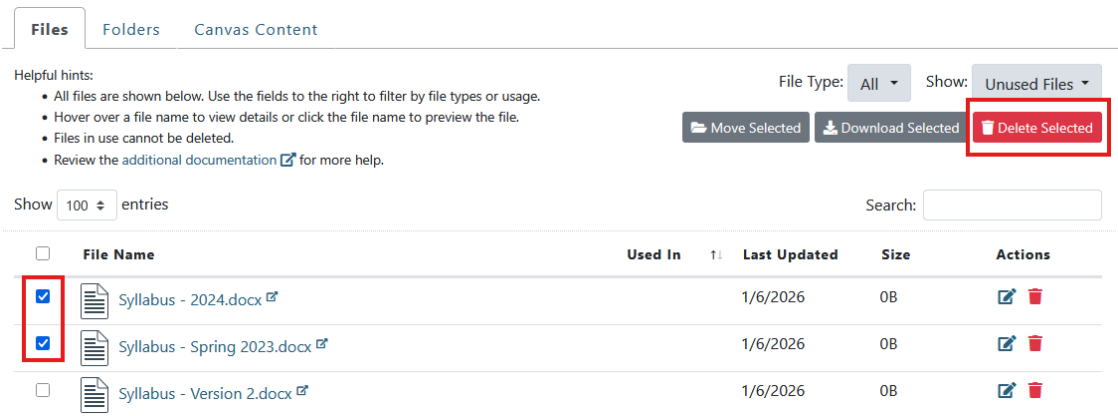 Files Folders Canvas Content
Helpful hints:
• All files are shown below. Use the fields to the right to filter by file types or usage.
• Hover over a file name to view details or click the file name to preview the file.
• Files in use cannot be deleted.
• Review the additional documentation for more help.
File Type: All Show: Unused Files
Move Selected Download Selected Delete Selected
Show 100 entries Search:
File Name Used In Last Updated Size Actions
Syllabus - 2024.docx 1/6/2026 0B
Syllabus - Spring 2023.docx 1/6/2026 0B
Syllabus - Version 2.docx 1/6/2026 0B